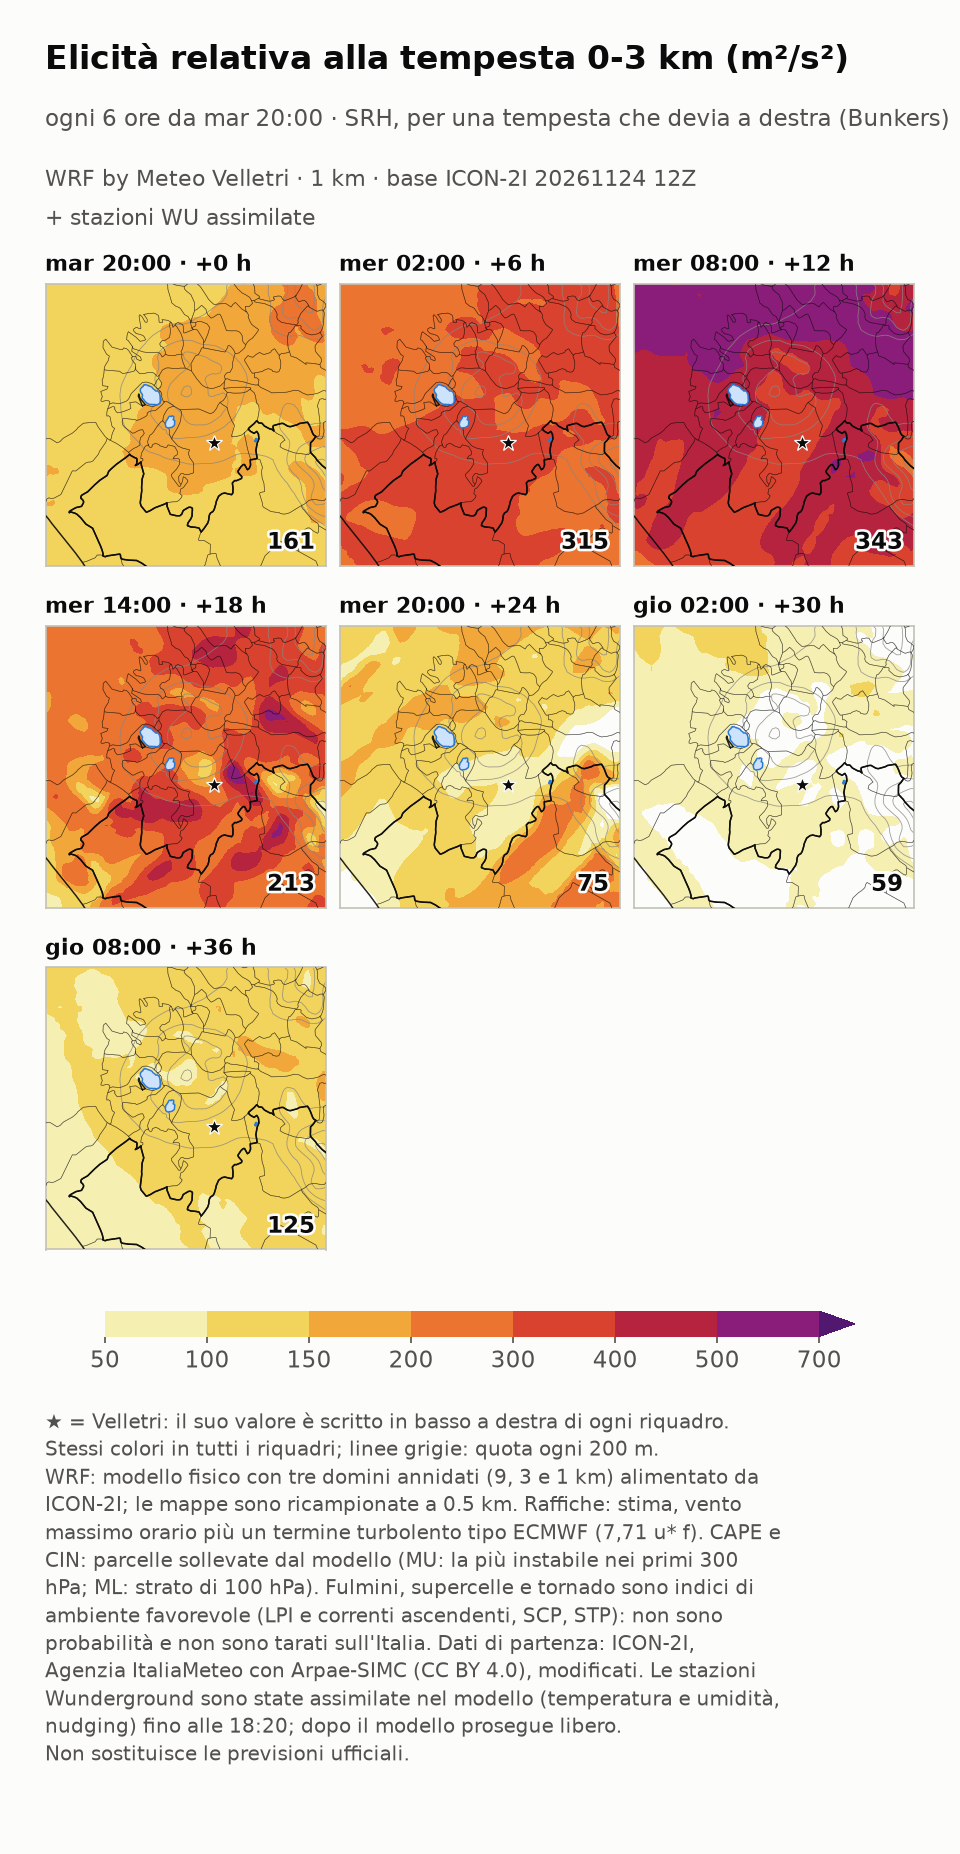 Elicità relativa alla tempesta 0-3 km (m²/s²)
ogni 6 ore da mar 20:00 · SRH, per una tempesta che devia a destra (Bunkers)
WRF by Meteo Velletri · 1 km · base ICON-2I 20261124 12Z
+ stazioni WU assimilate
mar 20:00 · +0 h
mer 02:00 · +6 h
mer 08:00 · +12 h
161
315
343
mer 14:00 · +18 h
mer 20:00 · +24 h
gio 02:00 · +30 h
213
75
59
gio 08:00 · +36 h
125
50 100 150 200 300 400 500 700
★ = Velletri: il suo valore è scritto in basso a destra di ogni riquadro.
Stessi colori in tutti i riquadri; linee grigie: quota ogni 200 m.
WRF: modello fisico con tre domini annidati (9, 3 e 1 km) alimentato da
ICON-2I; le mappe sono ricampionate a 0.5 km. Raffiche: stima, vento
massimo orario più un termine turbolento tipo ECMWF (7,71 u* f). CAPE e
CIN: parcelle sollevate dal modello (MU: la più instabile nei primi 300
hPa; ML: strato di 100 hPa). Fulmini, supercelle e tornado sono indici di
ambiente favorevole (LPI e correnti ascendenti, SCP, STP): non sono
probabilità e non sono tarati sull'Italia. Dati di partenza: ICON-2I,
Agenzia ItaliaMeteo con Arpae-SIMC (CC BY 4.0), modificati. Le stazioni
Wunderground sono state assimilate nel modello (temperatura e umidità,
nudging) fino alle 18:20; dopo il modello prosegue libero.
Non sostituisce le previsioni ufficiali.